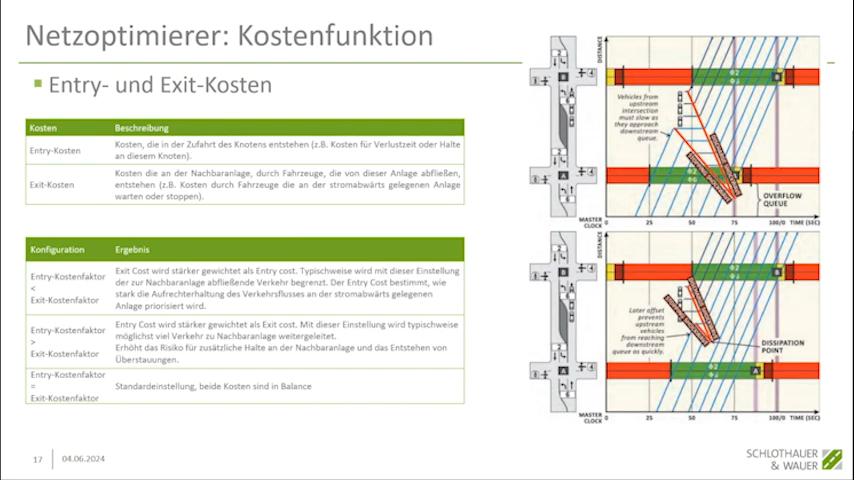 Netzoptimierer: Kostenfunktion
Entry- und Exit-Kosten
Kosten Beschreibung
Entry-Kosten Kosten, die in der Zufahrt des Knotens entstehen (z.B. Kosten für Verlustzeit oder Halte
an diesem Knoten).
Exit-Kosten Kosten die an der Nachbaranlage, durch Fahrzeuge, die von dieser Anlage abfließen,
entstehen (z.B. Kosten durch Fahrzeuge die an der stromabwärts gelegenen Anlage
warten oder stoppen).
Konfiguration Ergebnis
Entry-Kostenfaktor
<
Exit-Kostenfaktor
Exit Cost wird stärker gewichtet als Entry cost. Typischweise wird mit dieser Einstellung
der zur Nachbaranlage abfließende Verkehr begrenzt. Der Entry Cost bestimmt, wie
stark die Aufrechterhaltung des Verkehrsflusses an der stromabwärts gelegenen
Anlage priorisiert wird.
Entry-Kostenfaktor
>
Exit-Kostenfaktor
Entry Cost wird stärker gewichtet als Exit cost. Mit dieser Einstellung wird typischweise
möglichst viel Verkehr zu Nachbaranlage weitergeleitet.
Erhöht das Risiko für zusätzliche Halte an der Nachbaranlage und das Entstehen von
Überstauungen.
Entry-Kostenfaktor
=
Exit-Kostenfaktor
Standardeinstellung, beide Kosten sind in Balance
DISTANCE
B
Vehicles from
upstream
intersection
must slow as
they approach
downstream
queue.
A
OVERFLOW
QUEUE
MASTER
CLOCK
0 25 50 75 100/0 TIME (SEC)
DISTANCE
B
Later offset
prevents
upstream
vehicles
from reaching
downstream
queue as quickly.
DISSIPATION
POINT
A
MASTER
CLOCK
0 25 50 75 100/0 TIME (SEC)
17 04.06.2024
SCHLOTHAUER
& WAUER